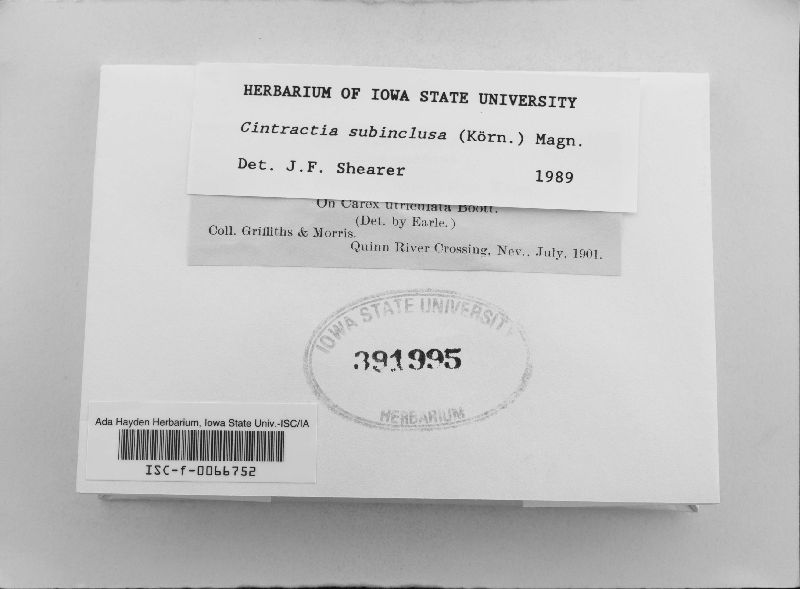 HERBARIUM OF IOWA STATE UNIVERSITY
Cintractia subinclusa (Körn.) Magn.
Det. J.F. Shearer 1989
On Carex utriculata Boott.
(Det. by Earle.)
Coll. Griffiths & Morris.
Quinn River Crossing, Nev., July, 1901.
IOWA STATE UNIVERSITY
391995
HERBARIUM
Ada Hayden Herbarium, Iowa State Univ.-ISC/IA
ISC-f-0066752